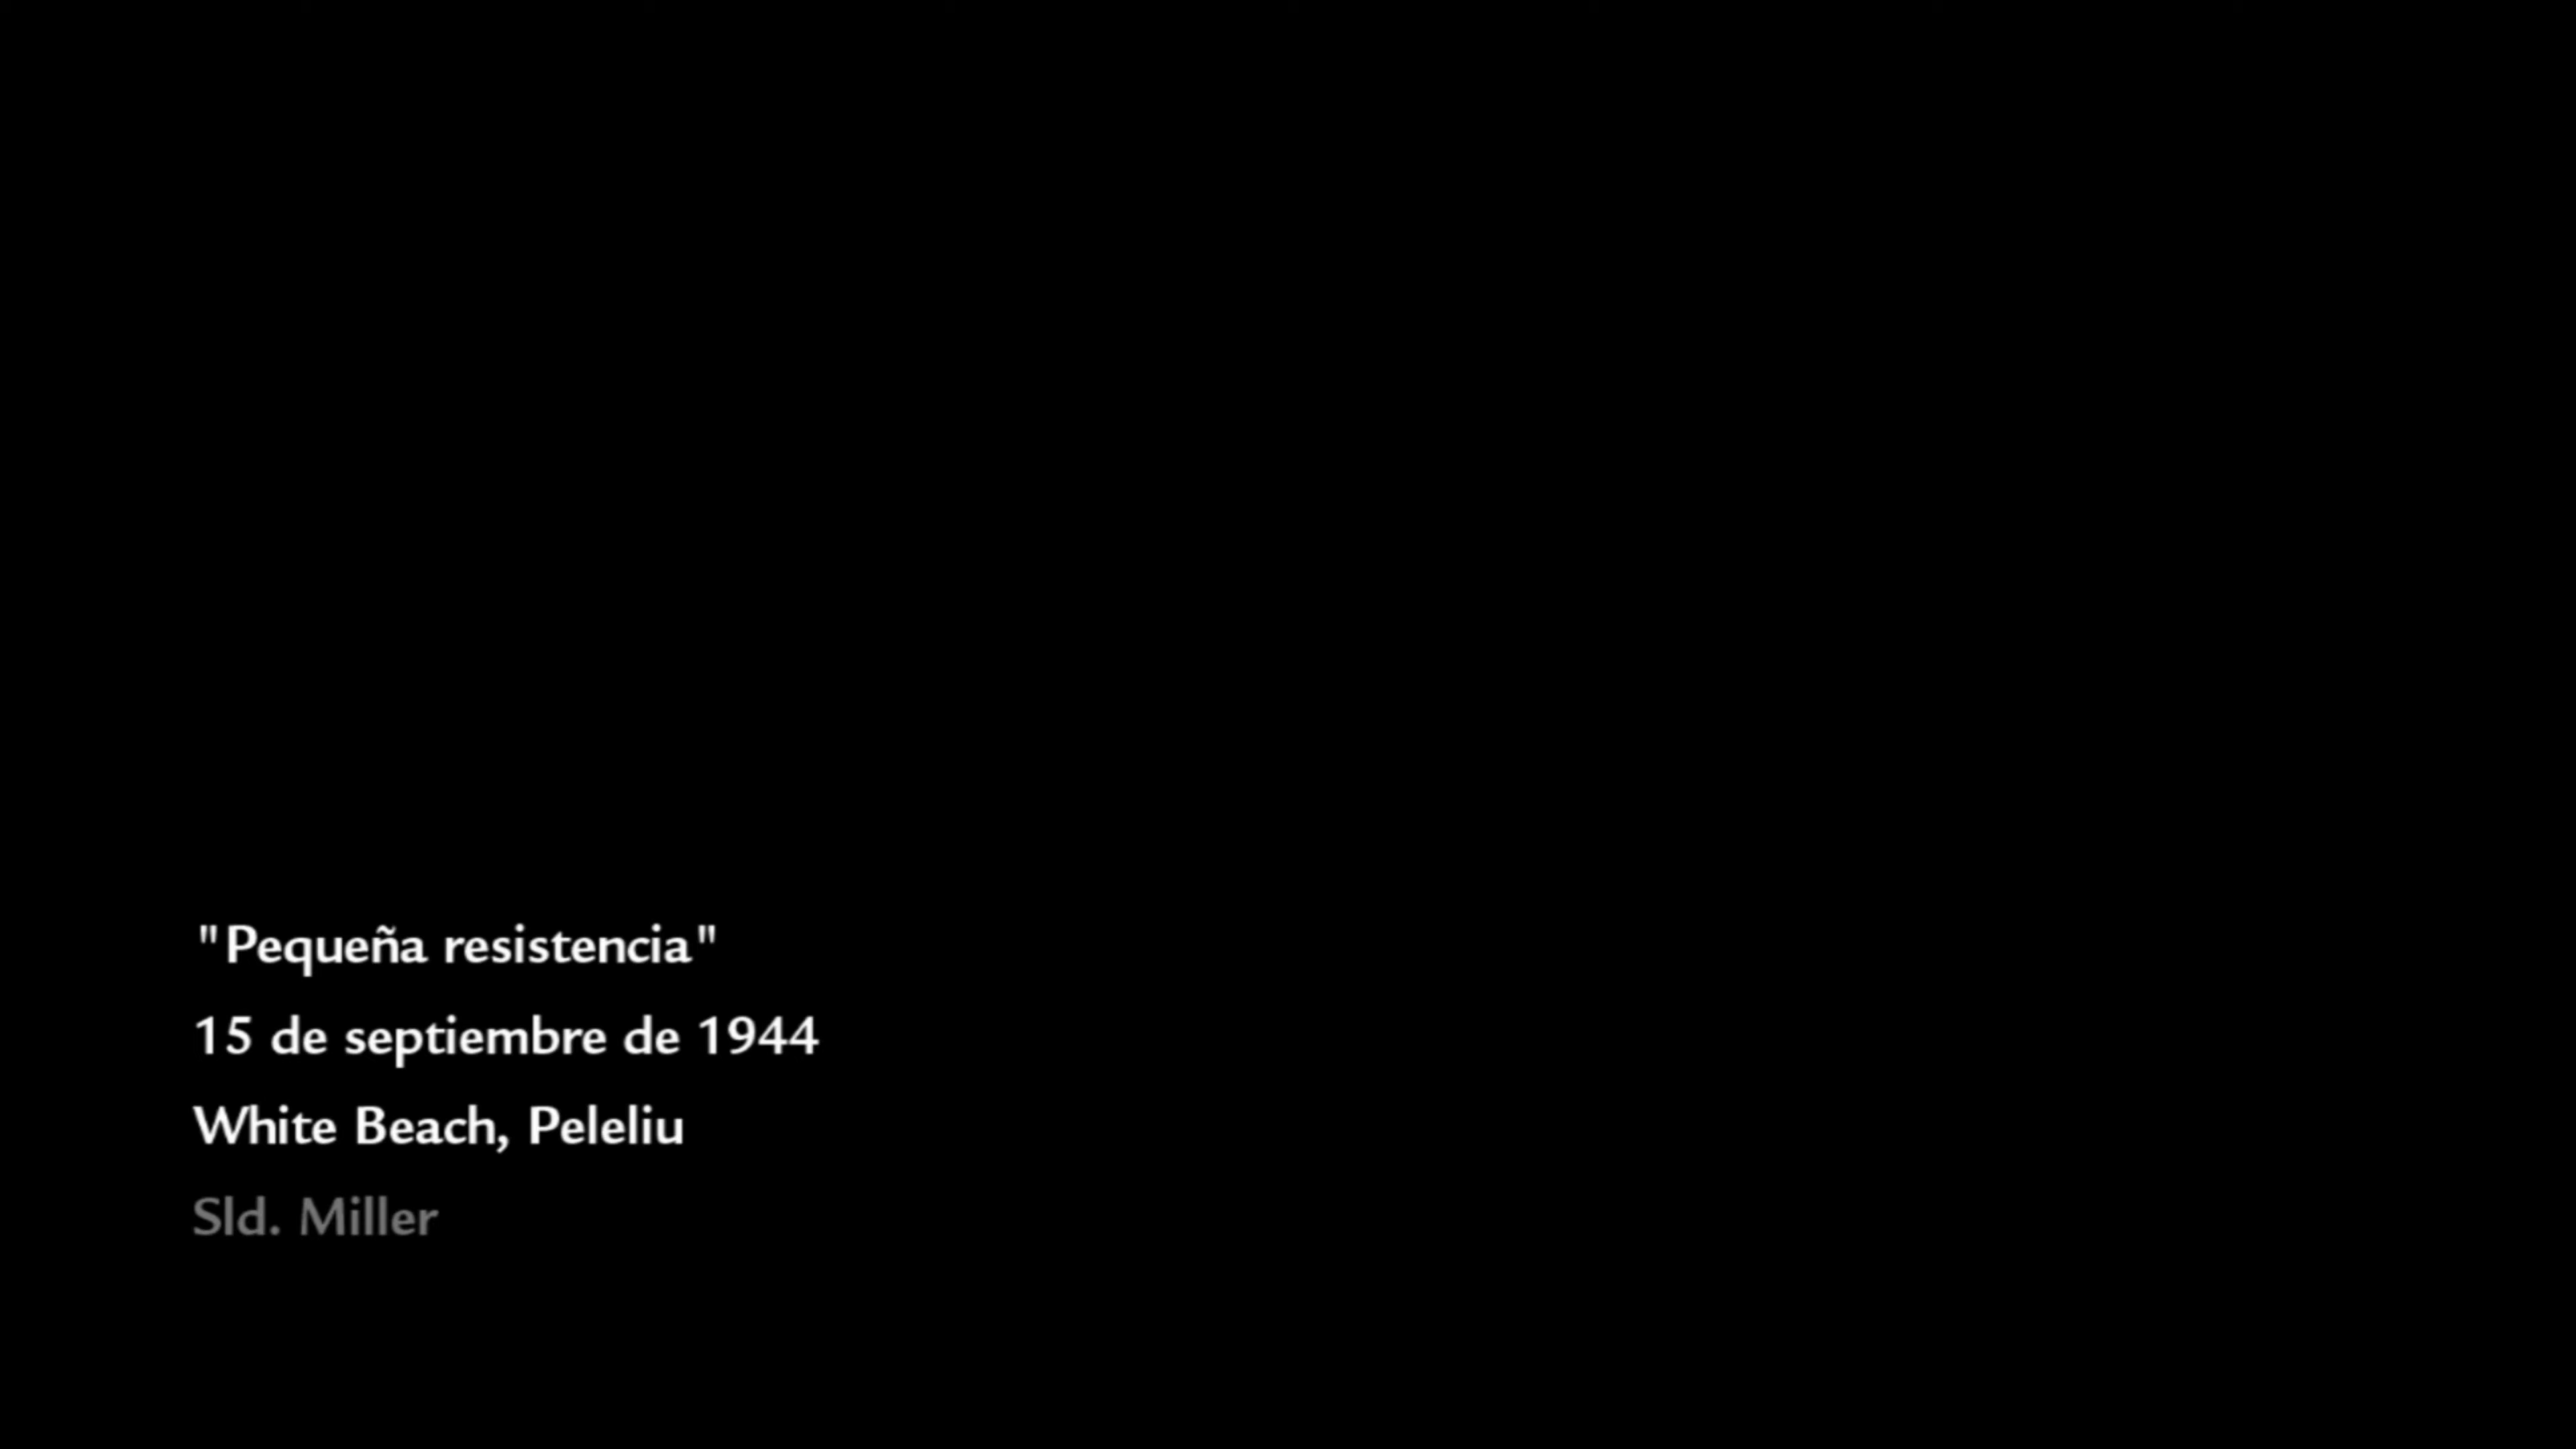 "Pequeña resistencia"
15 de septiembre de 1944
White Beach, Peleliu
Sld. Miller